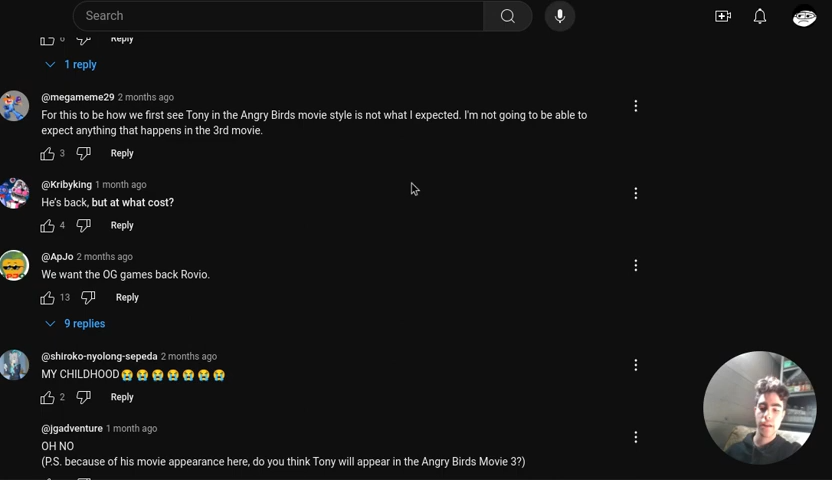 Search
6 Reply
1 reply
@megameme29 2 months ago
For this to be how we first see Tony in the Angry Birds movie style is not what I expected. I'm not going to be able to
expect anything that happens in the 3rd movie.
3 Reply
@Kribyking 1 month ago
He's back, but at what cost?
4 Reply
@ApJo 2 months ago
We want the OG games back Rovio.
13 Reply
9 replies
@shiroko-nyolong-sepeda 2 months ago
MY CHILDHOOD😭😭😭😭😭😭😭
2 Reply
@jgadventure 1 month ago
OH NO
(P.S. because of his movie appearance here, do you think Tony will appear in the Angry Birds Movie 3?)